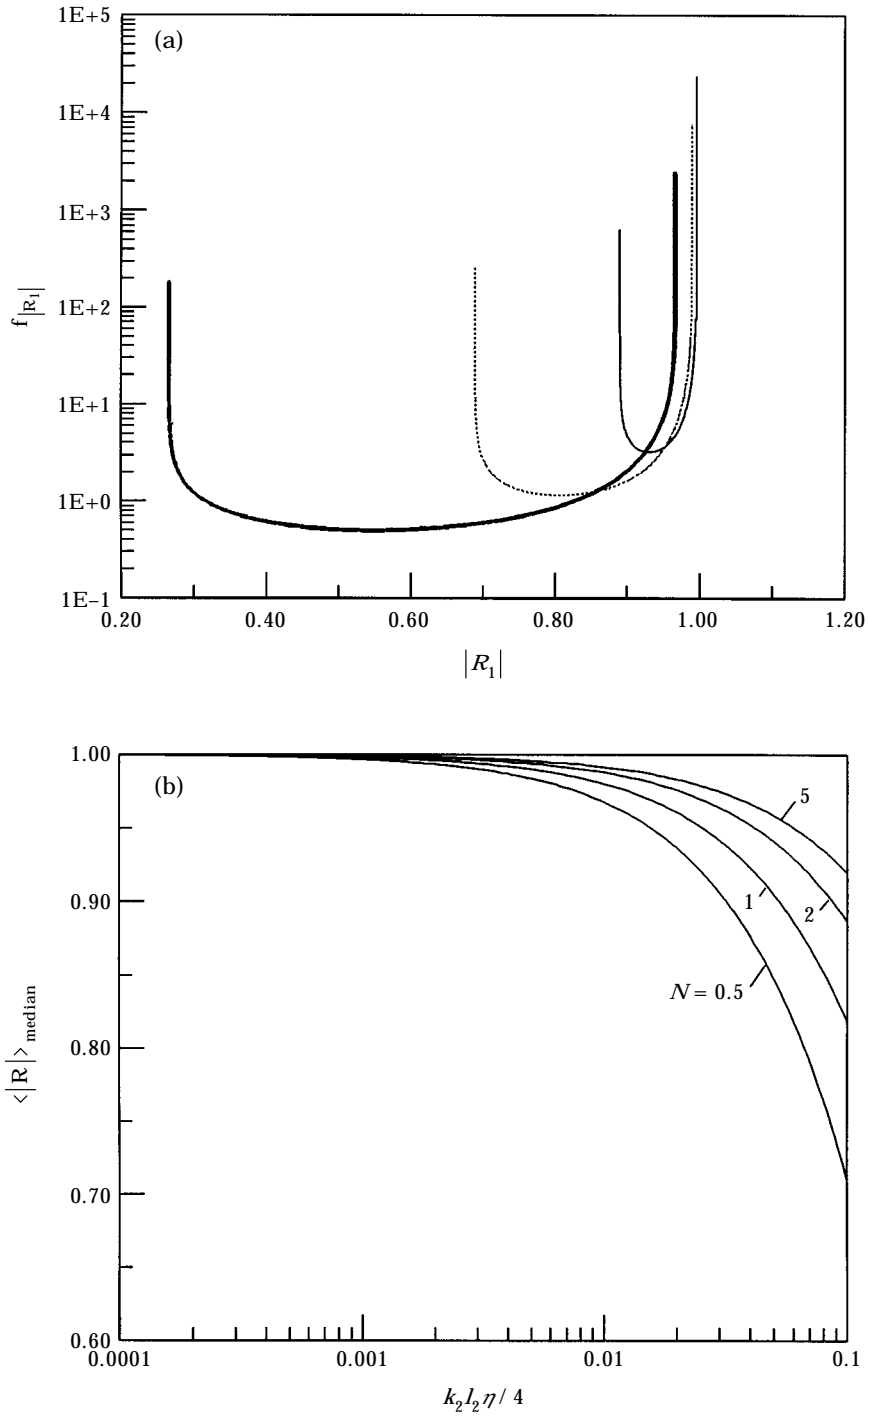 1E+5
(a)
1E+4
1E+3
1E+2
1E+1
1E+0
1E−1
f|R₁|
0.20
0.40
0.60
0.80
1.00
1.20
|R₁|
1.00
(b)
0.90
0.80
0.70
0.60
<|R|>median
5
2
1
N = 0.5
0.0001
0.001
0.01
0.1
k₂l₂η / 4